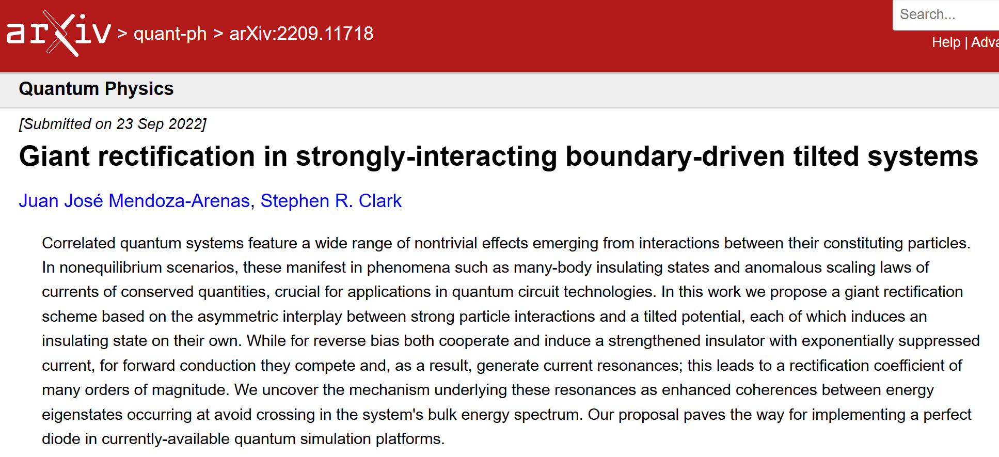 arXiv > quant-ph > arXiv:2209.11718
Search...
Help |
Quantum Physics
[Submitted on 23 Sep 2022]
Giant rectification in strongly-interacting boundary-driven tilted systems
Juan José Mendoza-Arenas, Stephen R. Clark
Correlated quantum systems feature a wide range of nontrivial effects emerging from interactions between their constituting particles.
In nonequilibrium scenarios, these manifest in phenomena such as many-body insulating states and anomalous scaling laws of
currents of conserved quantities, crucial for applications in quantum circuit technologies. In this work we propose a giant rectification
scheme based on the asymmetric interplay between strong particle interactions and a tilted potential, each of which induces an
insulating state on their own. While for reverse bias both cooperate and induce a strengthened insulator with exponentially suppressed
current, for forward conduction they compete and, as a result, generate current resonances; this leads to a rectification coefficient of
many orders of magnitude. We uncover the mechanism underlying these resonances as enhanced coherences between energy
eigenstates occurring at avoid crossing in the system's bulk energy spectrum. Our proposal paves the way for implementing a perfect
diode in currently-available quantum simulation platforms.